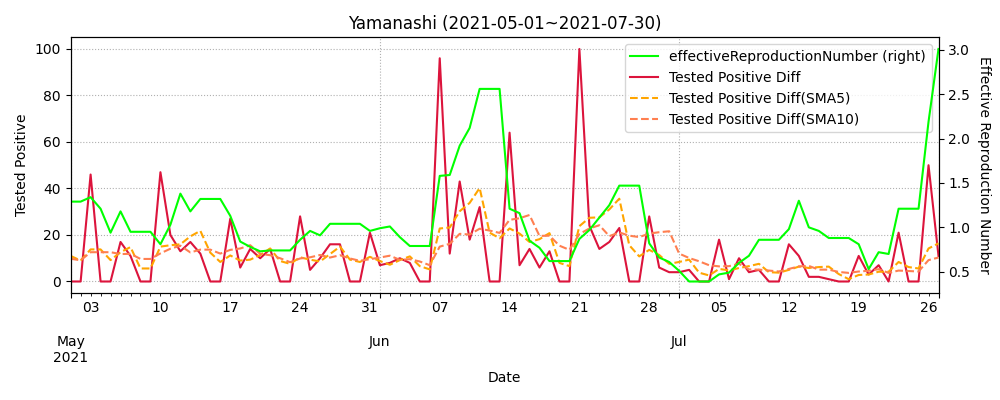 Yamanashi (2021-05-01~2021-07-30)
effectiveReproductionNumber (right)
Tested Positive Diff
Tested Positive Diff(SMA5)
Tested Positive Diff(SMA10)
Tested Positive
100
80
60
40
20
0
3.0
2.5
2.0
1.5
1.0
0.5
Effective Reproduction Number
03 10 17 24 31 07 14 21 28 05 12 19 26
May Jun Jul
2021
Date